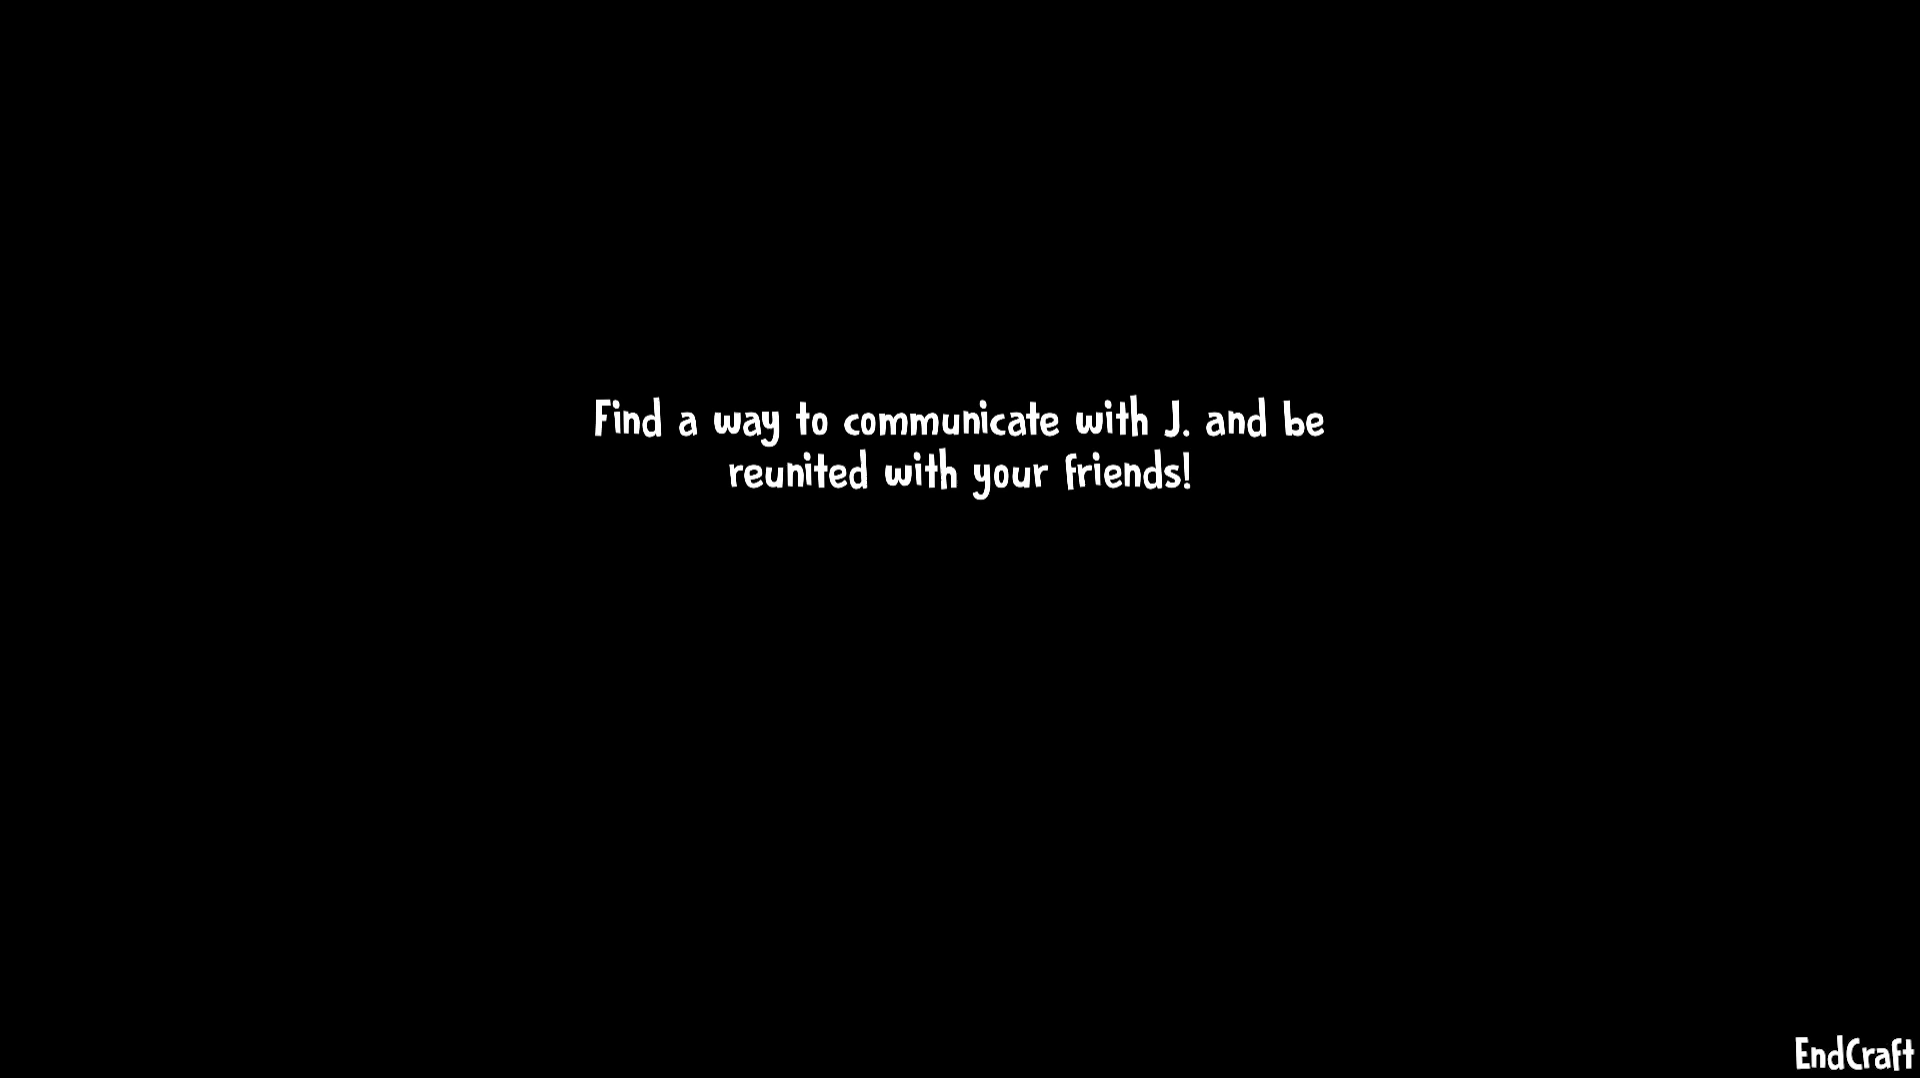 Find a way to communicate with J. and be
reunited with your friends!
EndCraft